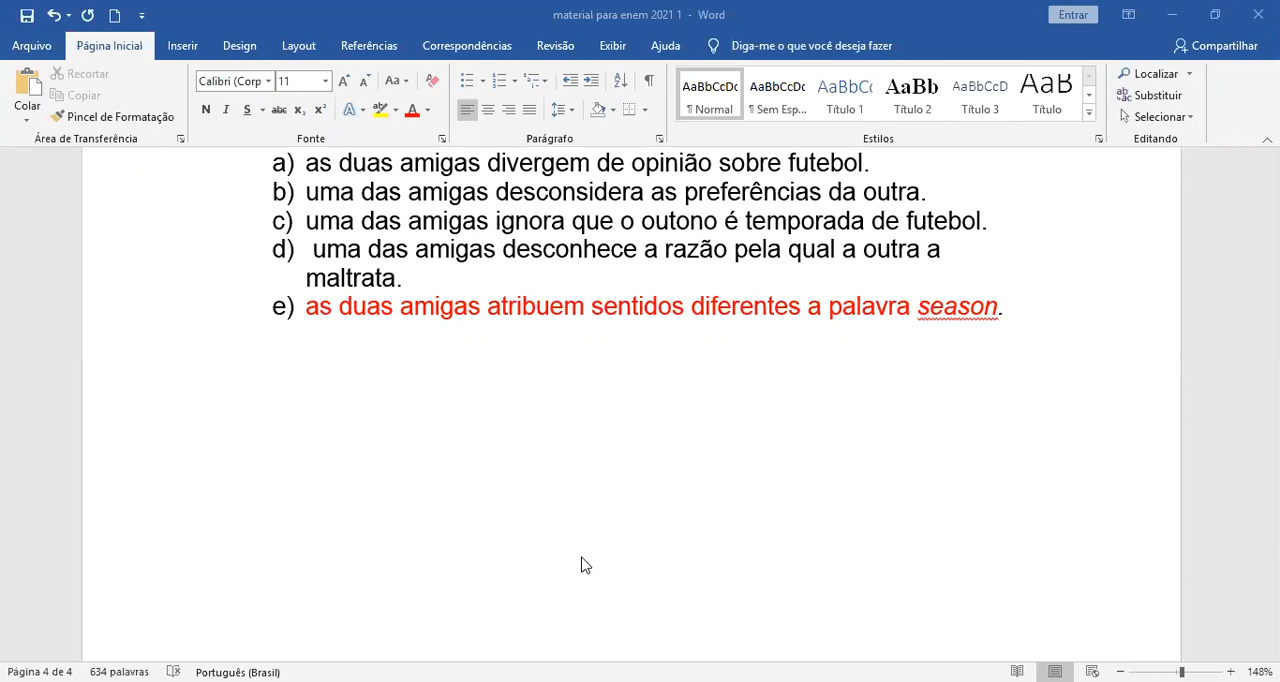 material para enem 2021 1 - Word
Entrar
Arquivo Página Inicial Inserir Design Layout Referências Correspondências Revisão Exibir Ajuda Diga-me o que você deseja fazer Compartilhar
Colar
Recortar
Copiar
Pincel de Formatação
Área de Transferência
Calibri (Corp 11 A A Aa
N I S abc x₂ x² A A
Fonte
Parágrafo
AaBbCcDc AaBbCcDc AaBbCc AaBb AaBbCcD AaB
¶ Normal ¶ Sem Esp... Título 1 Título 2 Título 3 Título
Estilos
Localizar
Substituir
Selecionar
Editando
a) as duas amigas divergem de opinião sobre futebol.
b) uma das amigas desconsidera as preferências da outra.
c) uma das amigas ignora que o outono é temporada de futebol.
d) uma das amigas desconhece a razão pela qual a outra a
maltrata.
e) as duas amigas atribuem sentidos diferentes a palavra season.
Página 4 de 4 634 palavras Português (Brasil) 148%